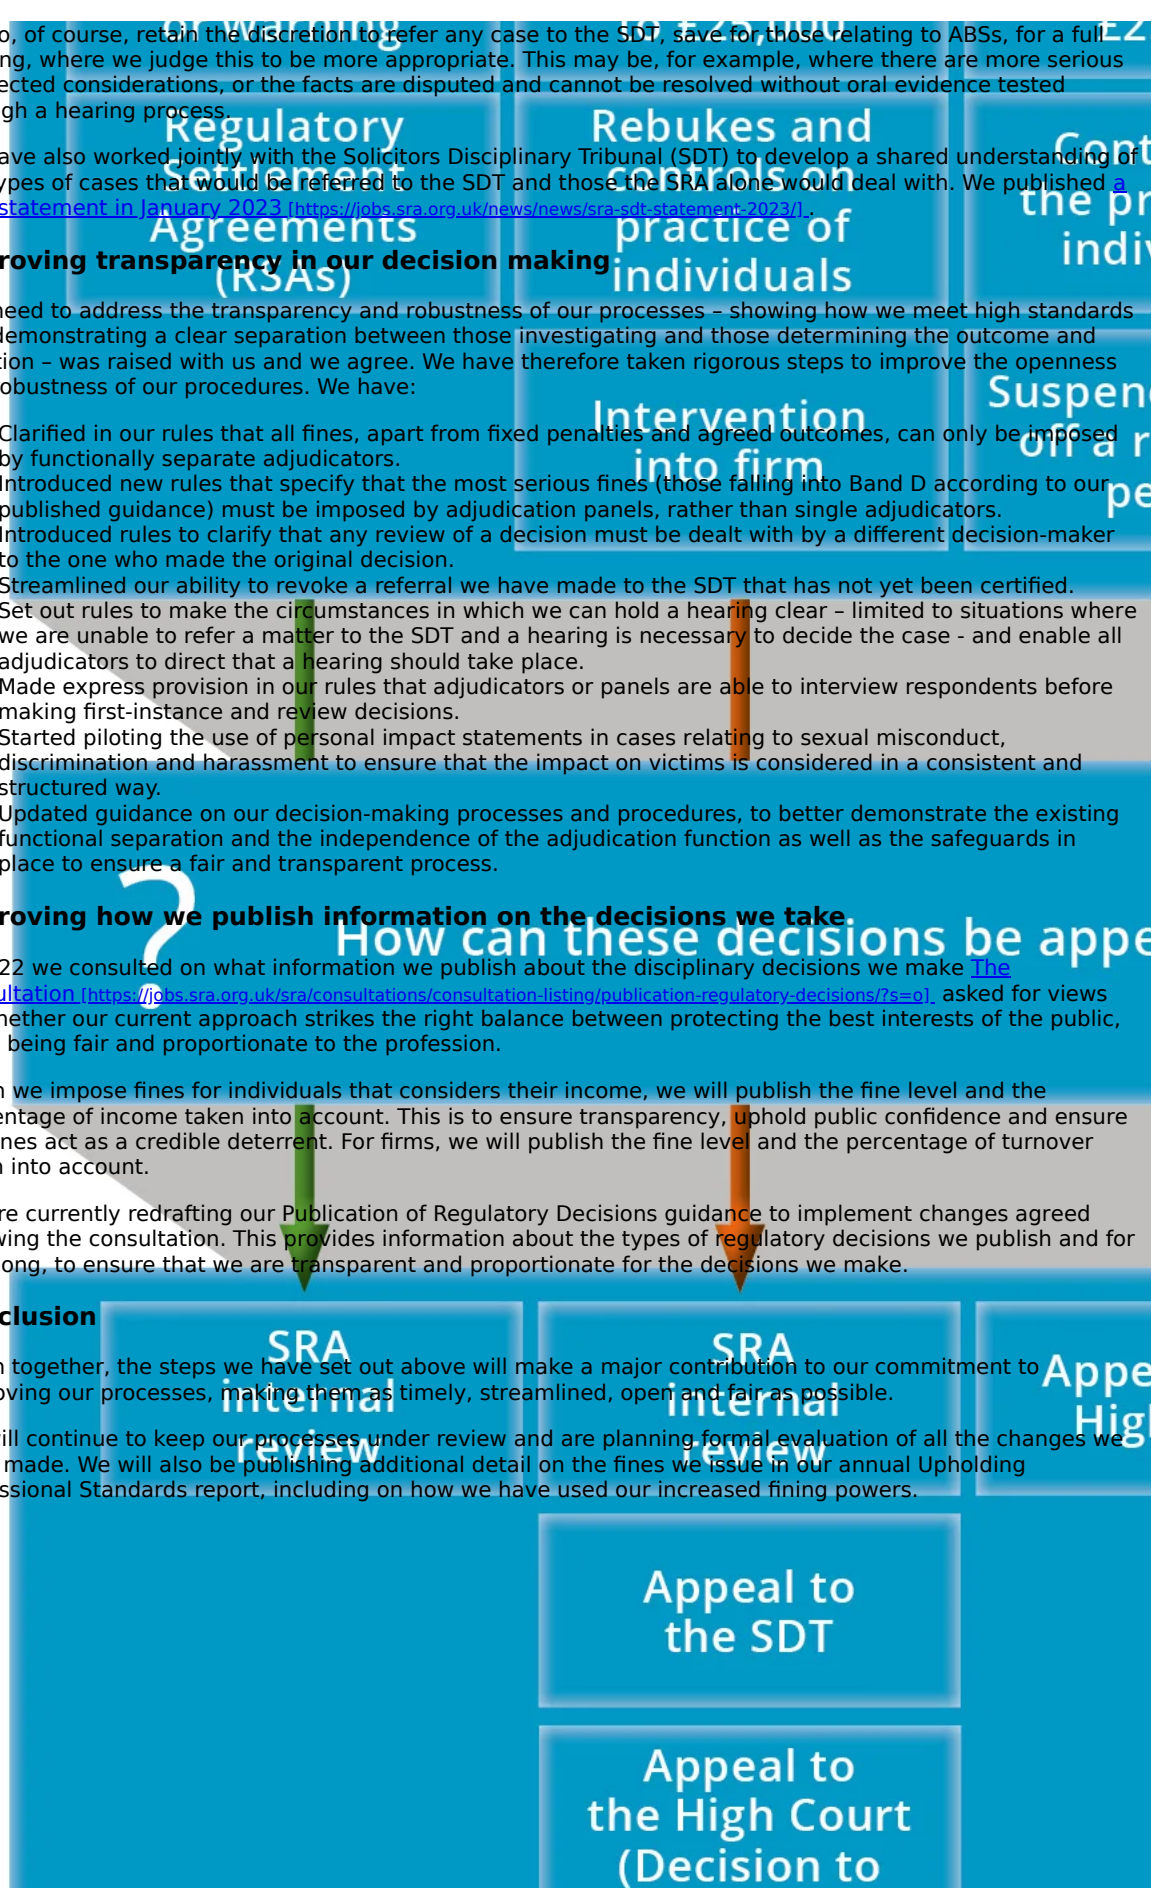 o, of course, retain the discretion to refer any case to the SDT, save for those relating to ABSs, for a full
ng, where we judge this to be more appropriate. This may be, for example, where there are more serious
ected considerations, or the facts are disputed and cannot be resolved without oral evidence tested
gh a hearing process.
ave also worked jointly with the Solicitors Disciplinary Tribunal (SDT) to develop a shared understanding of
ypes of cases that would be referred to the SDT and those the SRA alone would deal with. We published a
statement in January 2023 [https://jobs.sra.org.uk/news/news/sra-sdt-statement-2023/] .
roving transparency in our decision making
need to address the transparency and robustness of our processes – showing how we meet high standards
demonstrating a clear separation between those investigating and those determining the outcome and
tion – was raised with us and we agree. We have therefore taken rigorous steps to improve the openness
obustness of our procedures. We have:
Clarified in our rules that all fines, apart from fixed penalties and agreed outcomes, can only be imposed
by functionally separate adjudicators.
Introduced new rules that specify that the most serious fines (those falling into Band D according to our
published guidance) must be imposed by adjudication panels, rather than single adjudicators.
Introduced rules to clarify that any review of a decision must be dealt with by a different decision-maker
to the one who made the original decision.
Streamlined our ability to revoke a referral we have made to the SDT that has not yet been certified.
Set out rules to make the circumstances in which we can hold a hearing clear – limited to situations where
we are unable to refer a matter to the SDT and a hearing is necessary to decide the case - and enable all
adjudicators to direct that a hearing should take place.
Made express provision in our rules that adjudicators or panels are able to interview respondents before
making first-instance and review decisions.
Started piloting the use of personal impact statements in cases relating to sexual misconduct,
discrimination and harassment to ensure that the impact on victims is considered in a consistent and
structured way.
Updated guidance on our decision-making processes and procedures, to better demonstrate the existing
functional separation and the independence of the adjudication function as well as the safeguards in
place to ensure a fair and transparent process.
roving how we publish information on the decisions we take
22 we consulted on what information we publish about the disciplinary decisions we make The
ultation [https://jobs.sra.org.uk/sra/consultations/consultation-listing/publication-regulatory-decisions/?s=o] asked for views
hether our current approach strikes the right balance between protecting the best interests of the public,
being fair and proportionate to the profession.
n we impose fines for individuals that considers their income, we will publish the fine level and the
entage of income taken into account. This is to ensure transparency, uphold public confidence and ensure
nes act as a credible deterrent. For firms, we will publish the fine level and the percentage of turnover
n into account.
re currently redrafting our Publication of Regulatory Decisions guidance to implement changes agreed
wing the consultation. This provides information about the types of regulatory decisions we publish and for
ong, to ensure that we are transparent and proportionate for the decisions we make.
clusion
n together, the steps we have set out above will make a major contribution to our commitment to
oving our processes, making them as timely, streamlined, open and fair as possible.
ill continue to keep our processes under review and are planning formal evaluation of all the changes we
made. We will also be publishing additional detail on the fines we issue in our annual Upholding
ssional Standards report, including on how we have used our increased fining powers.
or warning
to £25,000
£2
Regulatory
Settlement
Agreements
(RSAs)
Rebukes and
controls on
practice of
individuals
Cont
the pr
indiv
Intervention
into firm
Suspen
off a r
pe
?
How can these decisions be appe
SRA
internal
review
SRA
internal
review
Appe
Hig
Appeal to
the SDT
Appeal to
the High Court
(Decision to